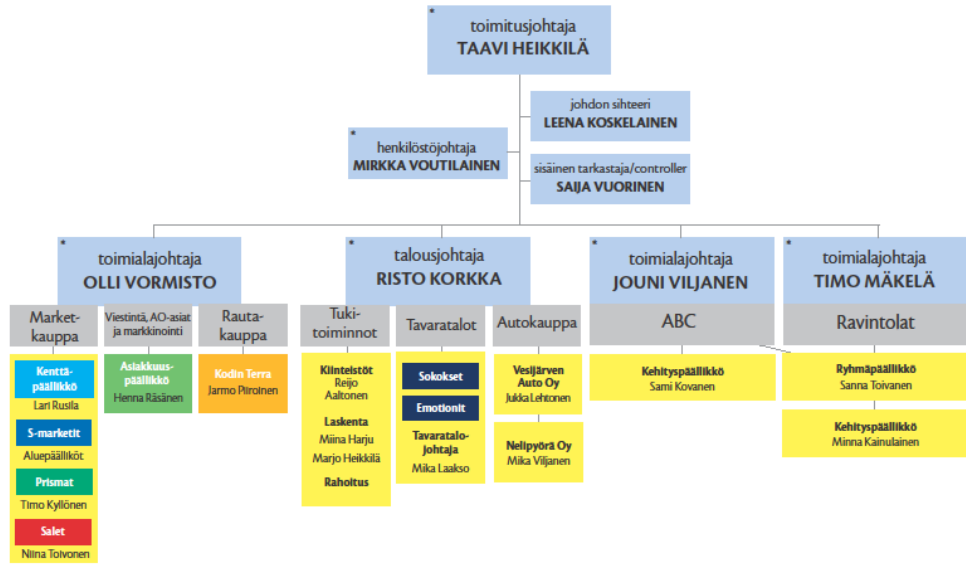 *
toimitusjohtaja
TAAVI HEIKKILÄ
johdon sihteeri
LEENA KOSKELAINEN
*
henkilöstöjohtaja
MIRKKA VOUTILAINEN
sisäinen tarkastaja/controller
SAIJA VUORINEN
*
toimialajohtaja
OLLI VORMISTO
*
talousjohtaja
RISTO KORKKA
*
toimialajohtaja
JOUNI VILJANEN
*
toimialajohtaja
TIMO MÄKELÄ
Market-
kauppa
Viestintä, AO-asiat
ja markkinointi
Rauta-
kauppa
Tuki-
toiminnot
Tavaratalot
Autokauppa
ABC
Ravintolat
Kenttä-
päällikkö
Lari Rusila
S-marketit
Aluepäälliköt
Prismat
Timo Kyllönen
Salet
Niina Toivonen
Asiakkuus-
päällikkö
Henna Räsänen
Kodin Terra
Jarmo Piiroinen
Kiinteistöt
Reijo
Aaltonen
Laskenta
Miina Harju
Marjo Heikkilä
Rahoitus
Sokokset
Emotionit
Tavaratalo-
johtaja
Mika Laakso
Vesijärven
Auto Oy
Jukka Lehtonen
Nelipyörä Oy
Mika Viljanen
Kehityspäällikkö
Sami Kovanen
Ryhmäpäällikkö
Sanna Toivanen
Kehityspäällikkö
Minna Kainulainen